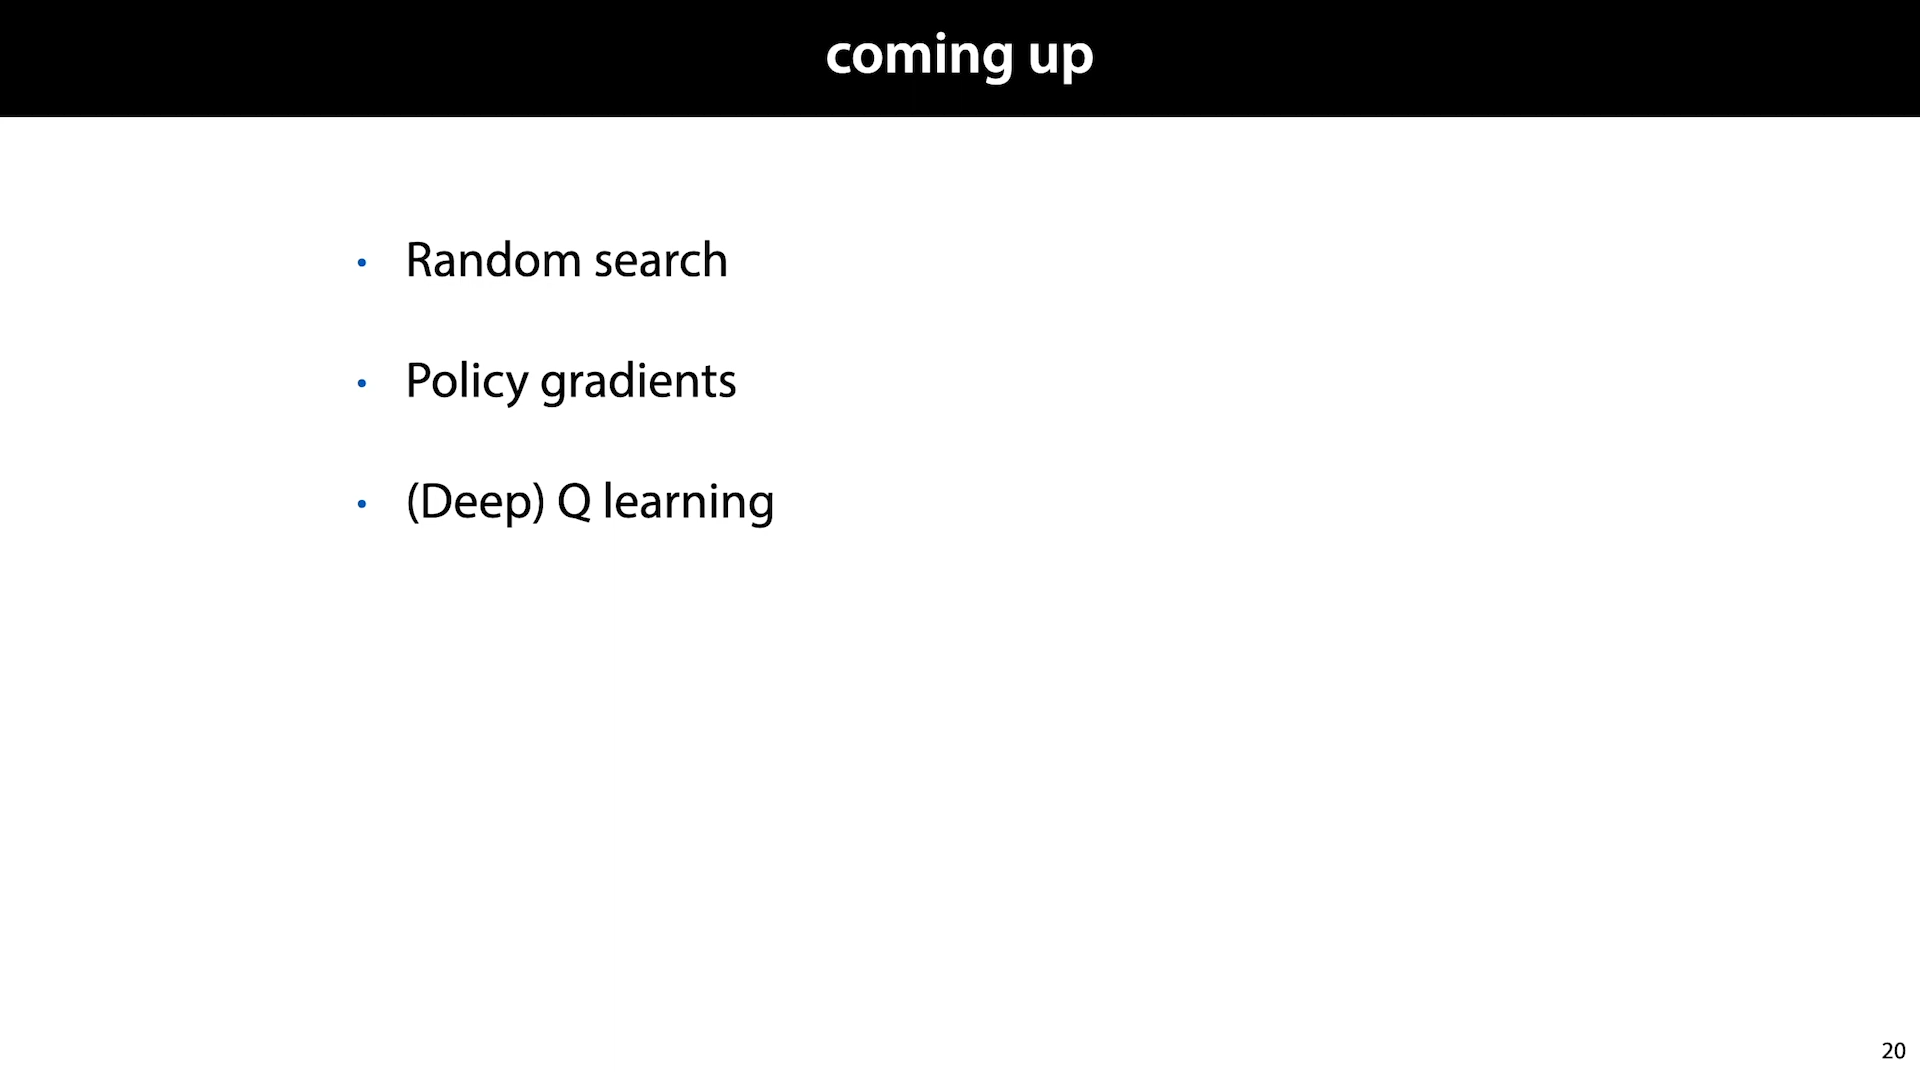 coming up
• Random search
• Policy gradients
• (Deep) Q learning
20